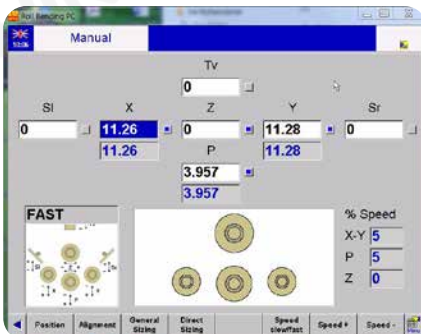 Roll Bending PC
Manual
Tv
0
Sl X Z Y Sr
0 11.26 0 11.28 0
11.26 P 11.28
3.957
3.957
FAST
% Speed
X-Y 5
P 5
Z 0
Position Alignment General Sizing Direct Sizing Speed slow/fast Speed+ Speed-